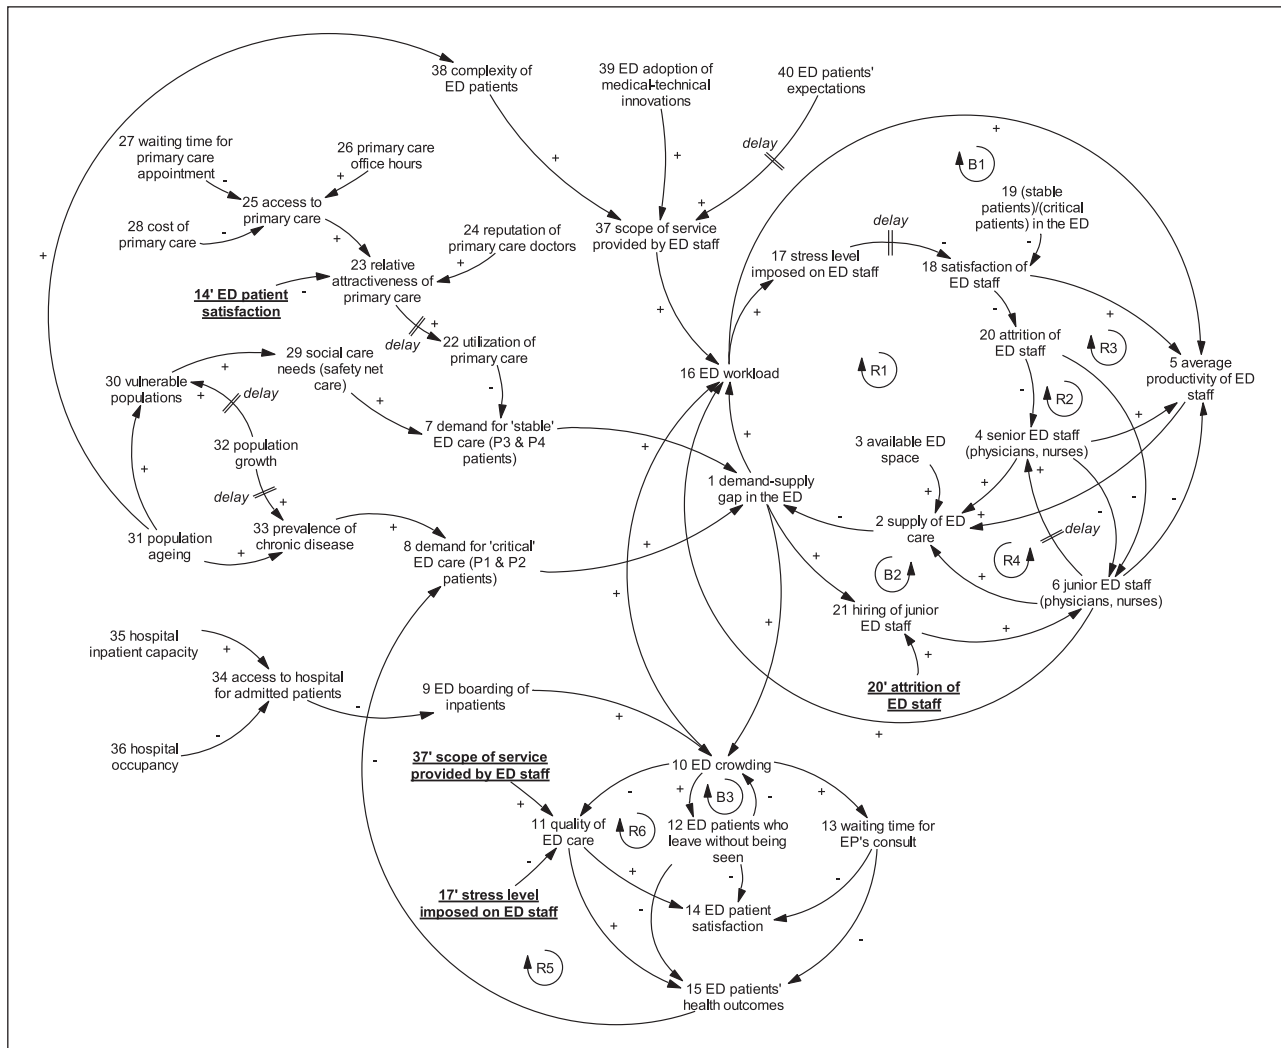 38 complexity of
ED patients
39 ED adoption of
medical-technical
innovations
40 ED patients'
expectations
27 waiting time for
primary care
appointment
26 primary care
office hours
delay
+
B1
25 access to
primary care
28 cost of
primary care
24 reputation of
primary care doctors
37 scope of service
provided by ED staff
19 (stable
patients)/(critical
patients) in the ED
delay
17 stress level
imposed on ED staff
18 satisfaction of
ED staff
23 relative
attractiveness of
primary care
14' ED patient
satisfaction
delay
22 utilization of
primary care
20 attrition of
ED staff
R3
5 average
productivity of ED
staff
29 social care
needs (safety net
care)
30 vulnerable
populations
delay
16 ED workload
R1
R2
7 demand for 'stable'
ED care (P3 & P4
patients)
32 population
growth
delay
3 available ED
space
4 senior ED staff
(physicians, nurses)
1 demand-supply
gap in the ED
31 population
ageing
33 prevalence of
chronic disease
8 demand for 'critical'
ED care (P1 & P2
patients)
2 supply of ED
care
delay
R4
B2
6 junior ED staff
(physicians, nurses)
21 hiring of junior
ED staff
35 hospital
inpatient capacity
34 access to hospital
for admitted patients
9 ED boarding of
inpatients
20' attrition of
ED staff
36 hospital
occupancy
37' scope of service
provided by ED staff
10 ED crowding
B3
11 quality of
ED care
R6
12 ED patients who
leave without being
seen
13 waiting time for
EP's consult
17' stress level
imposed on ED staff
14 ED patient
satisfaction
R5
15 ED patients'
health outcomes